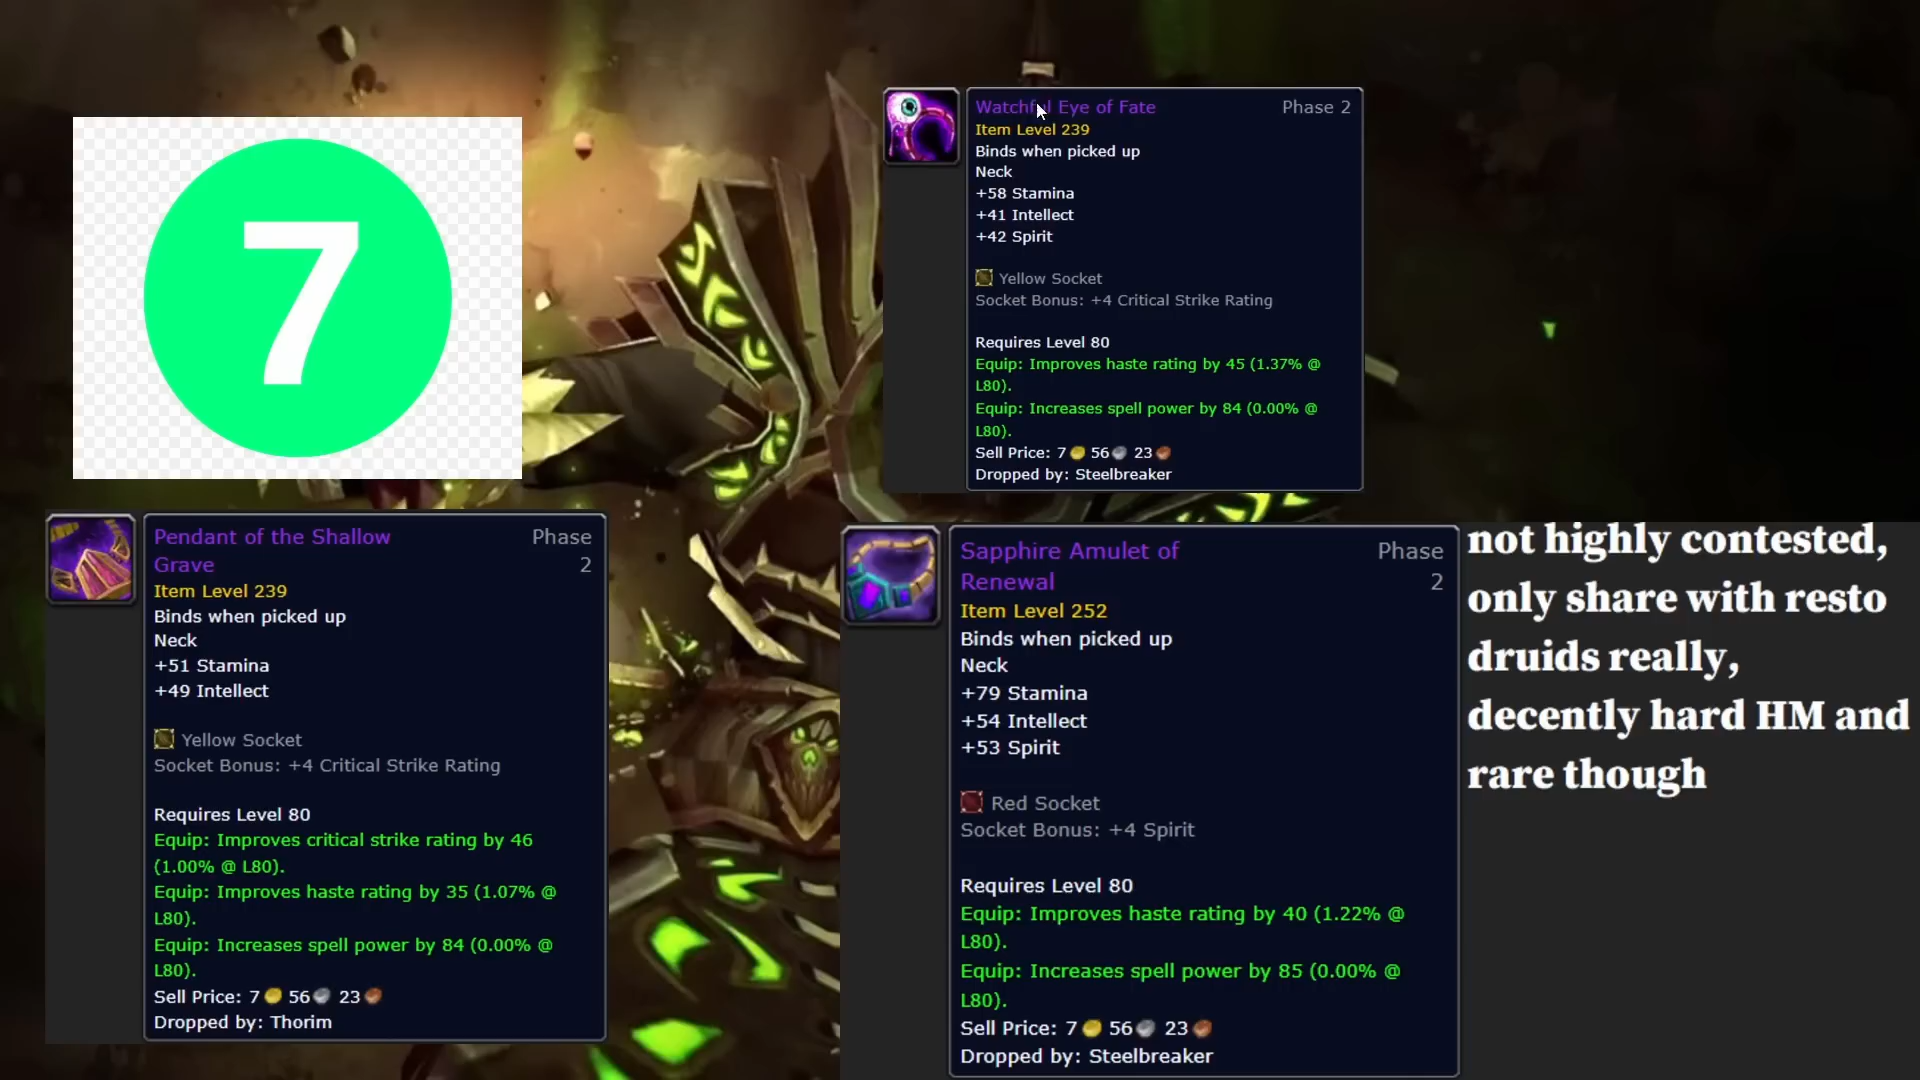 7
Watchful Eye of Fate Phase 2
Item Level 239
Binds when picked up
Neck
+58 Stamina
+41 Intellect
+42 Spirit
Yellow Socket
Socket Bonus: +4 Critical Strike Rating
Requires Level 80
Equip: Improves haste rating by 45 (1.37% @
L80).
Equip: Increases spell power by 84 (0.00% @
L80).
Sell Price: 7 56 23
Dropped by: Steelbreaker
Pendant of the Shallow Phase
Grave 2
Item Level 239
Binds when picked up
Neck
+51 Stamina
+49 Intellect
Yellow Socket
Socket Bonus: +4 Critical Strike Rating
Requires Level 80
Equip: Improves critical strike rating by 46
(1.00% @ L80).
Equip: Improves haste rating by 35 (1.07% @
L80).
Equip: Increases spell power by 84 (0.00% @
L80).
Sell Price: 7 56 23
Dropped by: Thorim
Sapphire Amulet of Phase
Renewal 2
Item Level 252
Binds when picked up
Neck
+79 Stamina
+54 Intellect
+53 Spirit
Red Socket
Socket Bonus: +4 Spirit
Requires Level 80
Equip: Improves haste rating by 40 (1.22% @
L80).
Equip: Increases spell power by 85 (0.00% @
L80).
Sell Price: 7 56 23
Dropped by: Steelbreaker
not highly contested,
only share with resto
druids really,
decently hard HM and
rare though